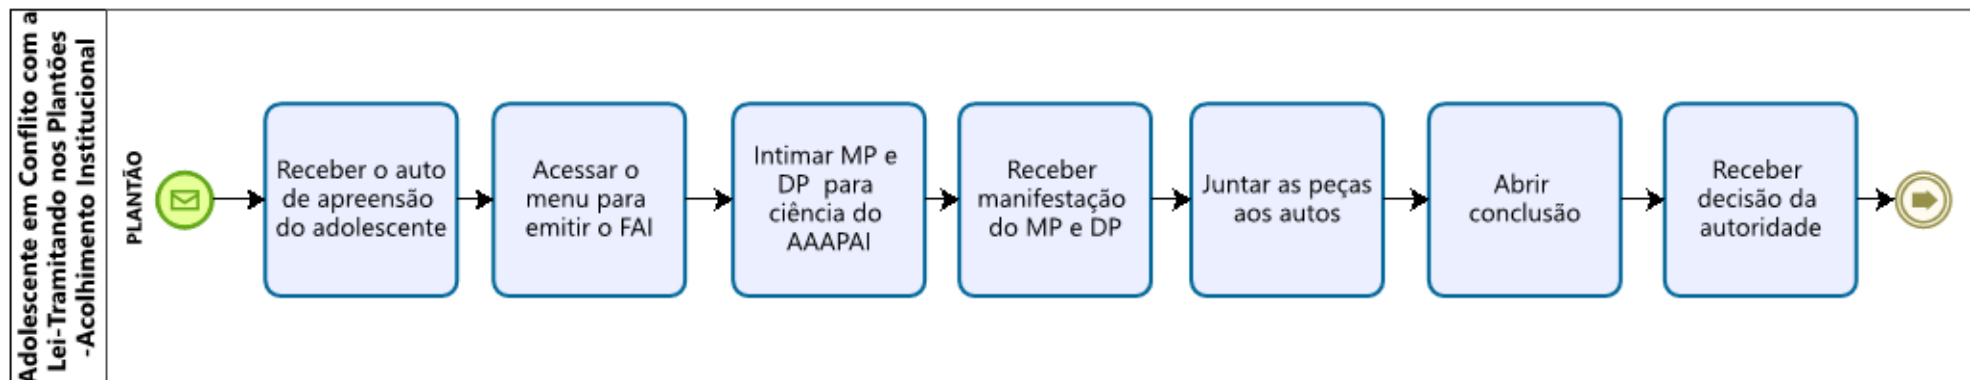 Adolescente em Conflito com a
Lei-Tramitando nos Plantões
-Acolhimento Institucional
PLANTÃO
Receber o auto
de apreensão
do adolescente
Acessar o
menu para
emitir o FAI
Intimar MP e
DP para
ciência do
AAAPAI
Receber
manifestação
do MP e DP
Juntar as peças
aos autos
Abrir
conclusão
Receber
decisão da
autoridade